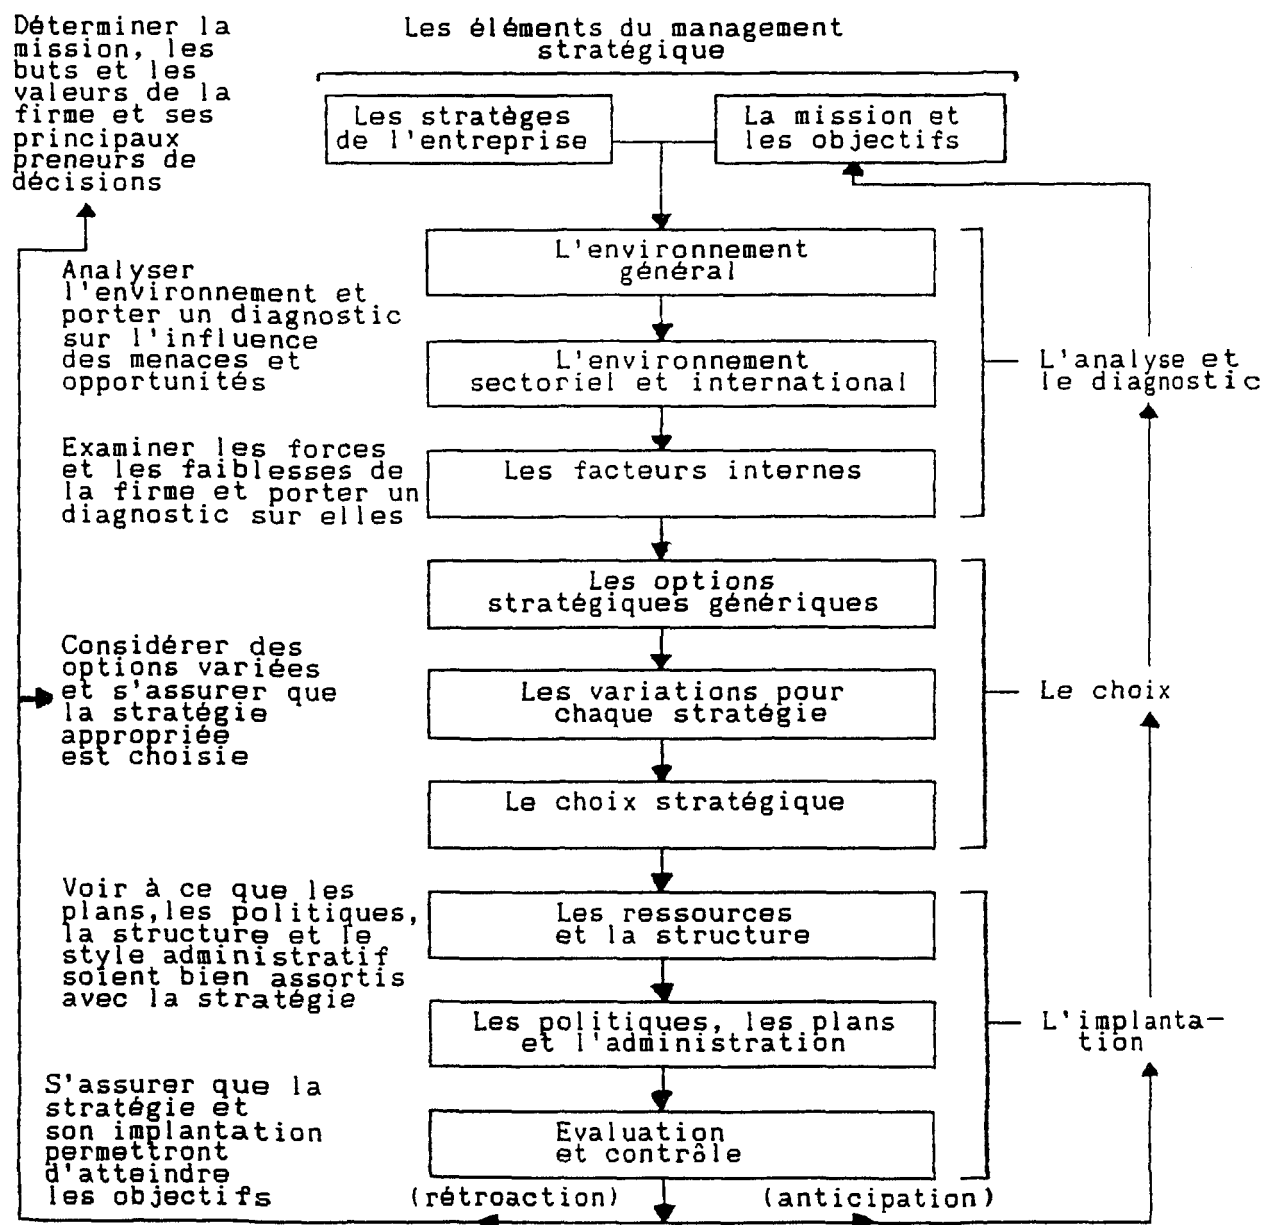 Déterminer la
mission, les
buts et les
valeurs de la
firme et ses
principaux
preneurs de
décisions
Les éléments du management
stratégique
Les stratèges
de l'entreprise
La mission et
les objectifs
L'environnement
général
Analyser
l'environnement et
porter un diagnostic
sur l'influence
des menaces et
opportunités
L'environnement
sectoriel et international
L'analyse et
le diagnostic
Examiner les forces
et les faiblesses de
la firme et porter un
diagnostic sur elles
Les facteurs internes
Les options
stratégiques génériques
Considérer des
options variées
et s'assurer que
la stratégie
appropriée
est choisie
Les variations pour
chaque stratégie
Le choix
Le choix stratégique
Voir à ce que les
plans,les politiques,
la structure et le
style administratif
soient bien assortis
avec la stratégie
Les ressources
et la structure
Les politiques, les plans
et l'administration
L'implanta-
tion
S'assurer que la
stratégie et
son implantation
permettront
d'atteindre
les objectifs
Evaluation
et contrôle
(rétroaction)
(anticipation)